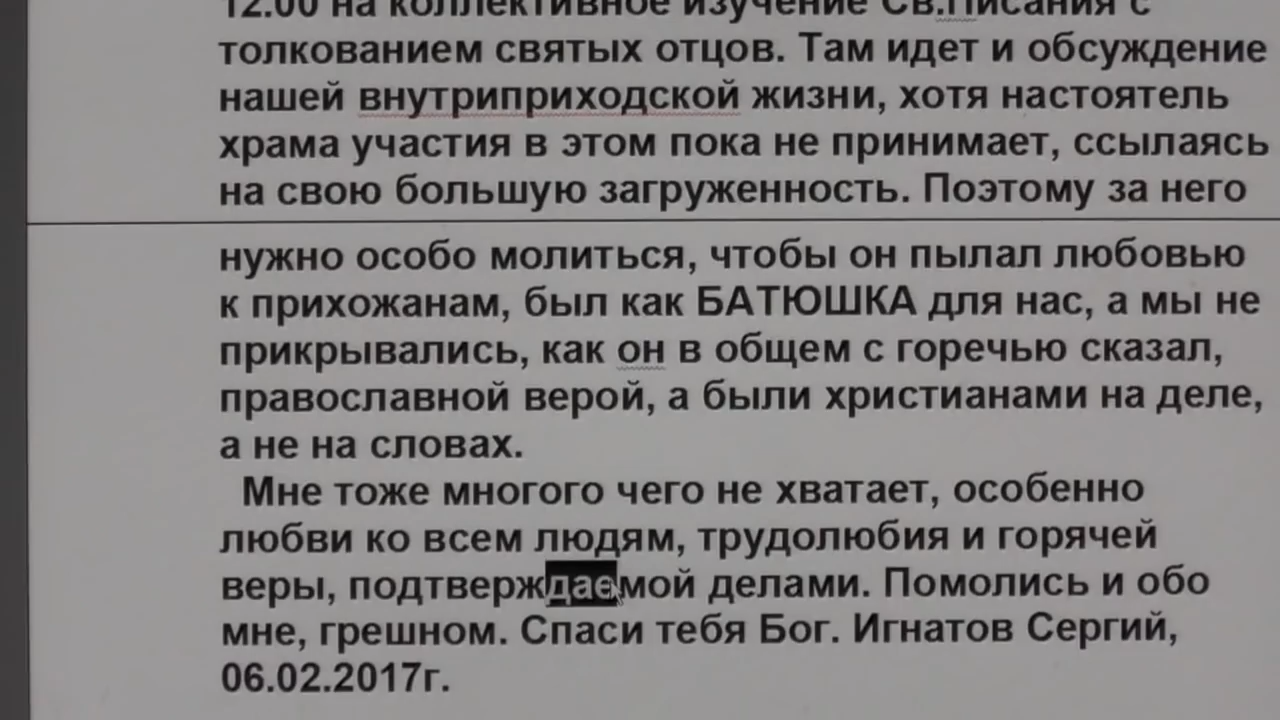 12.00 на коллективное изучение Св.Писания с
толкованием святых отцов. Там идет и обсуждение
нашей внутриприходской жизни, хотя настоятель
храма участия в этом пока не принимает, ссылаясь
на свою большую загруженность. Поэтому за него
нужно особо молиться, чтобы он пылал любовью
к прихожанам, был как БАТЮШКА для нас, а мы не
прикрывались, как он в общем с горечью сказал,
православной верой, а были христианами на деле,
а не на словах.
Мне тоже многого чего не хватает, особенно
любви ко всем людям, трудолюбия и горячей
веры, подтверждаемой делами. Помолись и обо
мне, грешном. Спаси тебя Бог. Игнатов Сергий,
06.02.2017г.